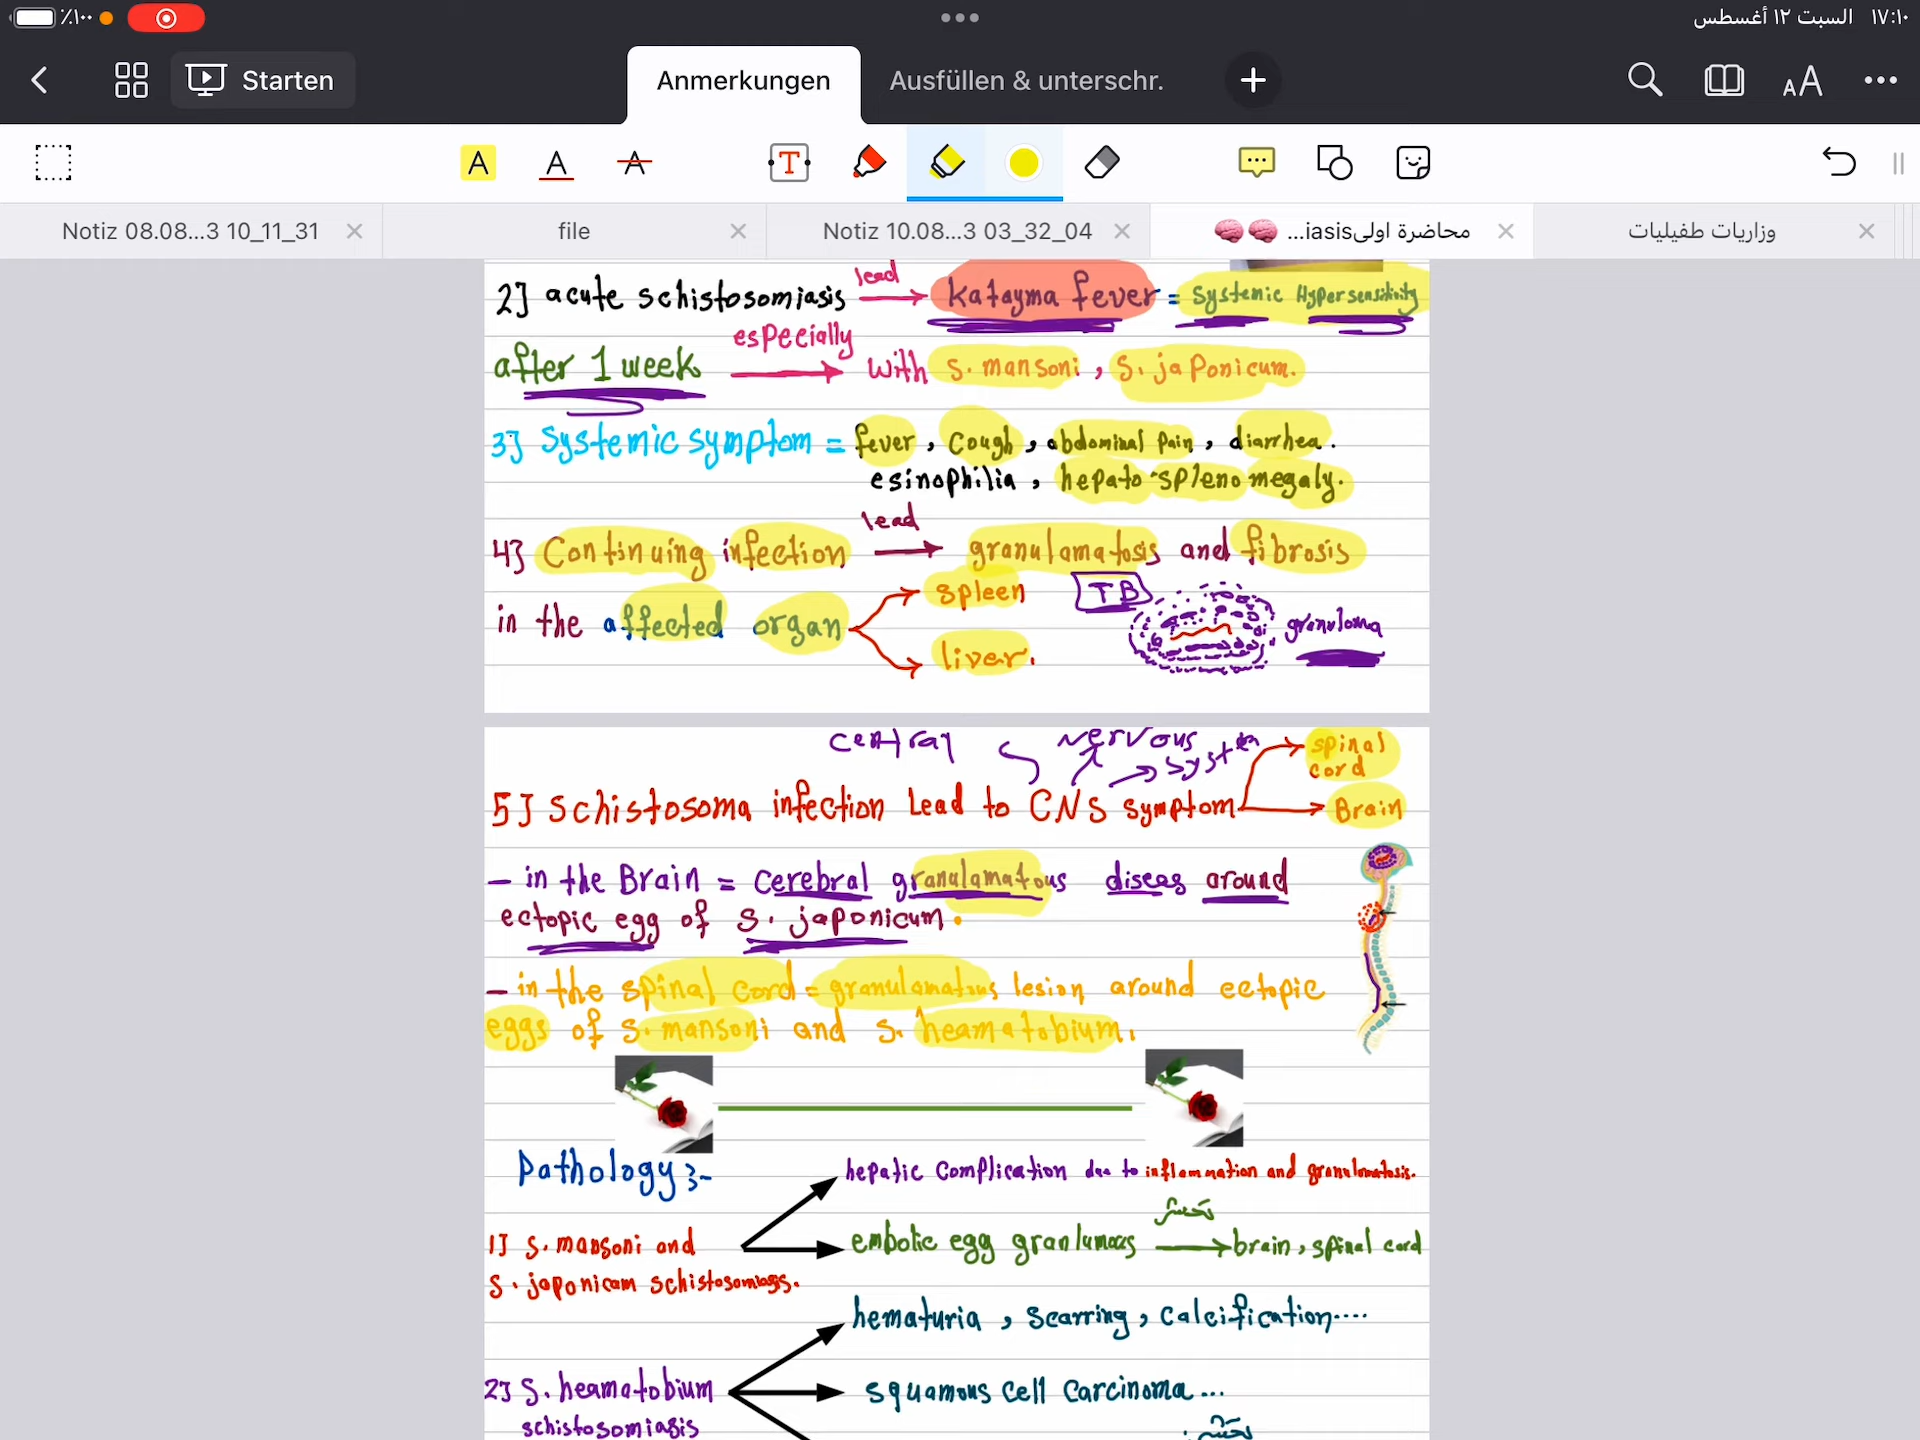 ٪١٠٠
السبت ١٢ أغسطس ١٧:١٠
Starten
Anmerkungen
Ausfüllen & unterschr.
Notiz 08.08...3 10_11_31
file
Notiz 10.08...3 03_32_04
محاضرة اولىiasis... 🧠🧠
وزاريات طفيليات
2] acute schistosomiasis lead → Katayma fever = Systemic Hypersensitivity
after 1 week especially → with S. mansoni, S. japonicum.
3] Systemic symptom = fever, Cough, abdominal Pain, diarrhea.
esinophilia, hepato spleno megaly.
4] Continuing infection lead → granulamatosis and fibrosis
in the affected organ
spleen
liver.
TB
granuloma
central nervous system
spinal cord
5] Schistosoma infection Lead to CNS symptom
Brain
- in the Brain = Cerebral granulamatous diseas around
ectopic egg of S. japonicum.
- in the spinal cord = granulamatous lesion around ectopic
eggs of S. mansoni and S. heamatobium.
Pathology :-
hepatic Complication due to inflammation and granulomatosis.
1] S. mansoni and
S. japonicam schistosomiasis.
embolic egg granlumous → brain, spinal cord
hematuria, Scarring, Calcification....
2] S. heamatobium
schistosomiasis
squamous cell carcinoma...